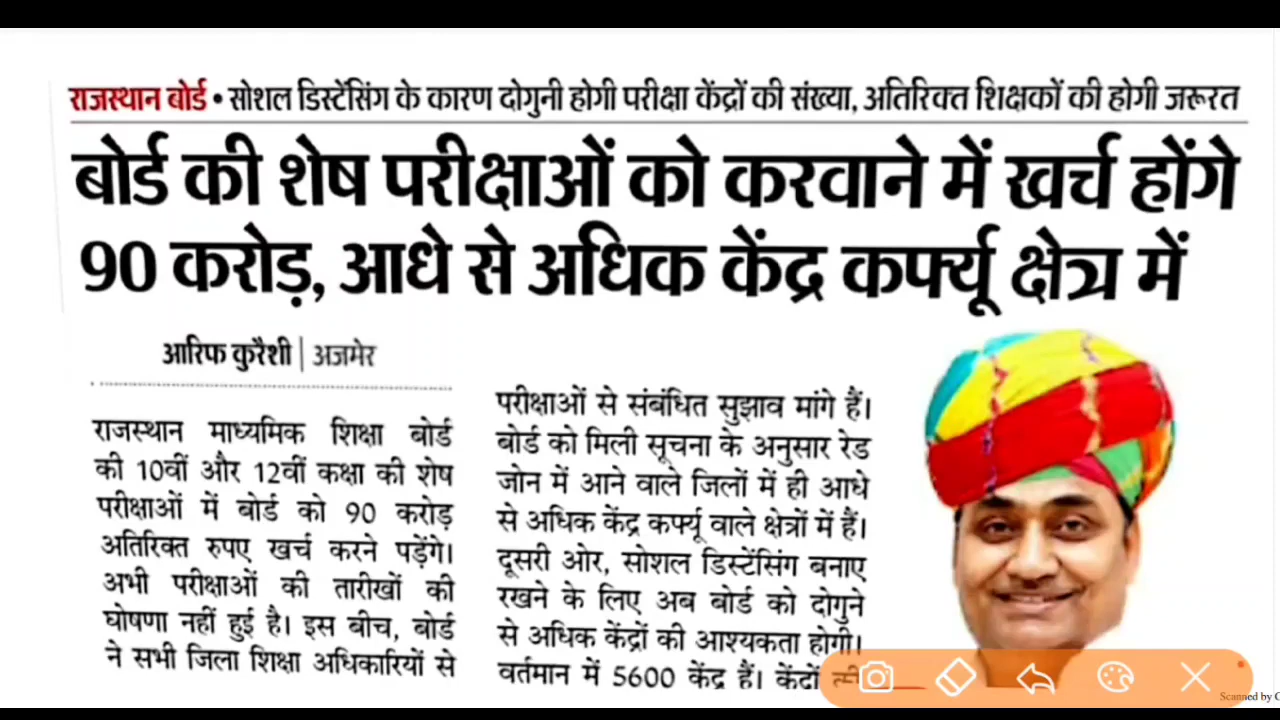 राजस्थान बोर्ड • सोशल डिस्टेंसिंग के कारण दोगुनी होगी परीक्षा केंद्रों की संख्या, अतिरिक्त शिक्षकों की होगी जरूरत
बोर्ड की शेष परीक्षाओं को करवाने में खर्च होंगे
90 करोड़, आधे से अधिक केंद्र कर्फ्यू क्षेत्र में
आरिफ कुरैशी | अजमेर
राजस्थान माध्यमिक शिक्षा बोर्ड
की 10वीं और 12वीं कक्षा की शेष
परीक्षाओं में बोर्ड को 90 करोड़
अतिरिक्त रुपए खर्च करने पड़ेंगे।
अभी परीक्षाओं की तारीखों की
घोषणा नहीं हुई है। इस बीच, बोर्ड
ने सभी जिला शिक्षा अधिकारियों से
परीक्षाओं से संबंधित सुझाव मांगे हैं।
बोर्ड को मिली सूचना के अनुसार रेड
जोन में आने वाले जिलों में ही आधे
से अधिक केंद्र कर्फ्यू वाले क्षेत्रों में हैं।
दूसरी ओर, सोशल डिस्टेंसिंग बनाए
रखने के लिए अब बोर्ड को दोगुने
से अधिक केंद्रों की आश्यकता होगी।
वर्तमान में 5600 केंद्र हैं। केंद्रों
Scanned by